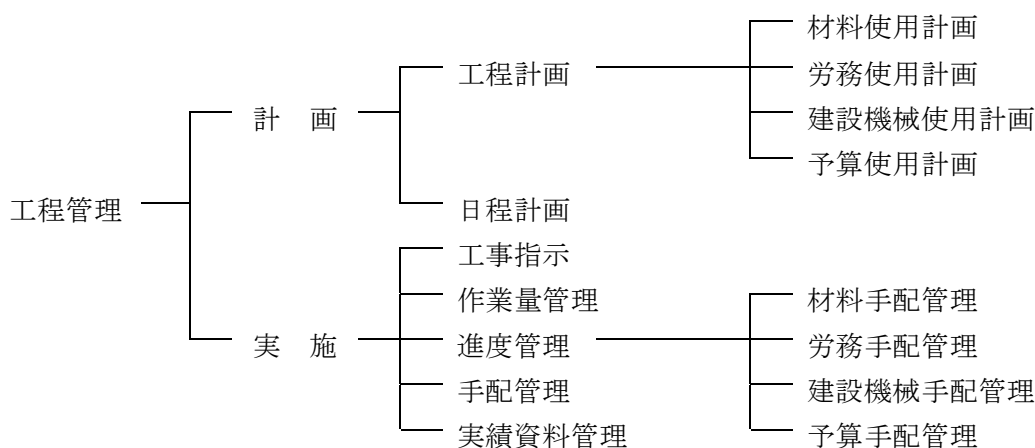 材料使用計画
工程計画
労務使用計画
計　画
建設機械使用計画
予算使用計画
工程管理
日程計画
工事指示
作業量管理
材料手配管理
実　施
進度管理
労務手配管理
手配管理
建設機械手配管理
実績資料管理
予算手配管理